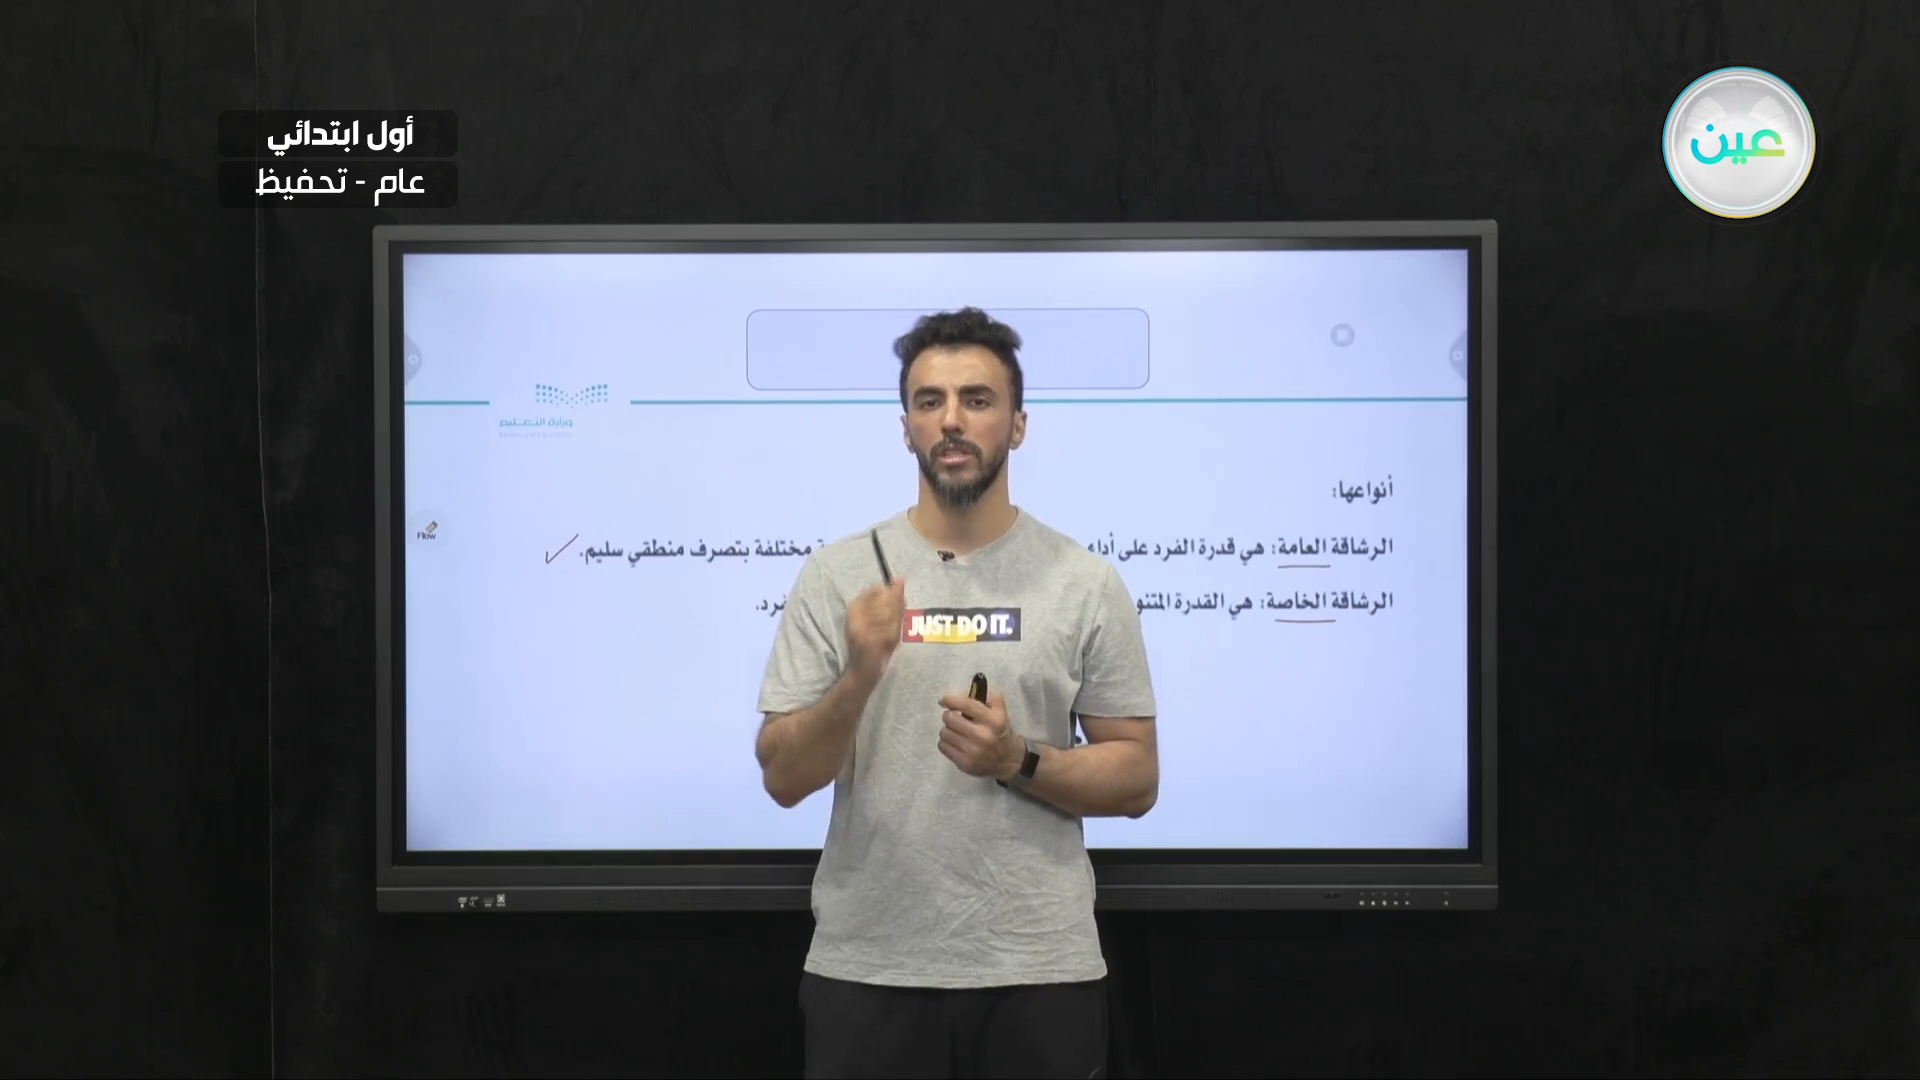 أول ابتدائي
عام - تحفيظ
عين
وزارة التعليم
أنواعها:
الرشاقة العامة: هي قدرة الفرد على أداء مختلفة بتصرف منطقي سليم.
الرشاقة الخاصة: هي القدرة
Flow
JUST DO IT.